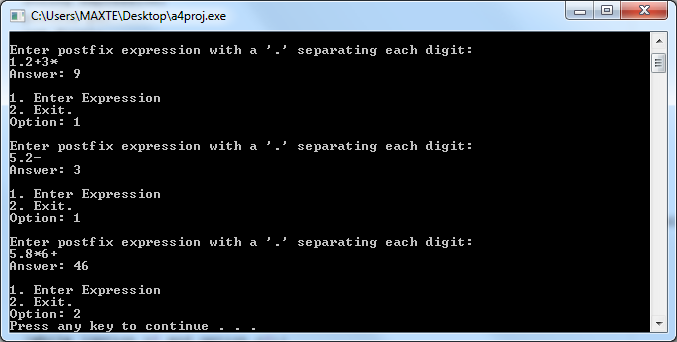 C:\Users\MAXTE\Desktop\a4proj.exe
Enter postfix expression with a '.' separating each digit:
1.2+3*
Answer: 9
1. Enter Expression
2. Exit.
Option: 1
Enter postfix expression with a '.' separating each digit:
5.2-
Answer: 3
1. Enter Expression
2. Exit.
Option: 1
Enter postfix expression with a '.' separating each digit:
5.8*6+
Answer: 46
1. Enter Expression
2. Exit.
Option: 2
Press any key to continue . . .